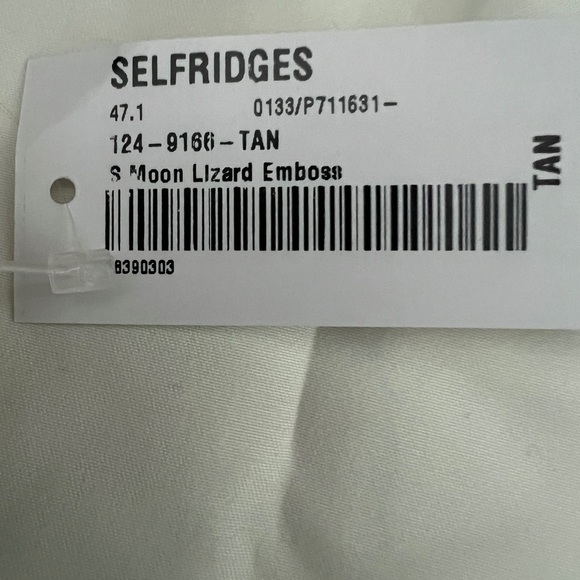 SELFRIDGES
47.1 0133/P711631-
124-9166-TAN
S Moon Lizard Emboss
6390303
TAN